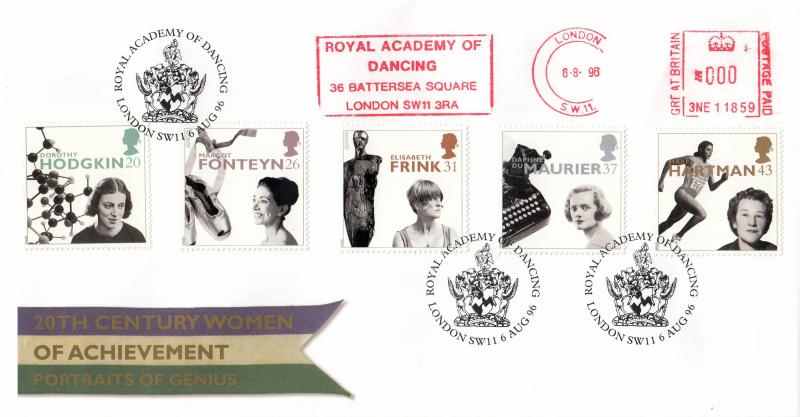 ROYAL ACADEMY OF DANCING
LONDON SW11 6 AUG 96
ROYAL ACADEMY OF
DANCING
36 BATTERSEA SQUARE
LONDON SW11 3RA
LONDON
6-8- 96
S.W.11.
GREAT BRITAIN
000
3NE 11859
POSTAGE PAID
DOROTHY
HODGKIN 20
MARGOT
FONTEYN 26
ELISABETH
FRINK 31
DAPHNE
DU
MAURIER 37
HARTMAN 43
ROYAL ACADEMY OF DANCING
LONDON SW11 6 AUG 96
ROYAL ACADEMY OF DANCING
LONDON SW11 6 AUG 96
20TH CENTURY WOMEN
OF ACHIEVEMENT
PORTRAITS OF GENIUS